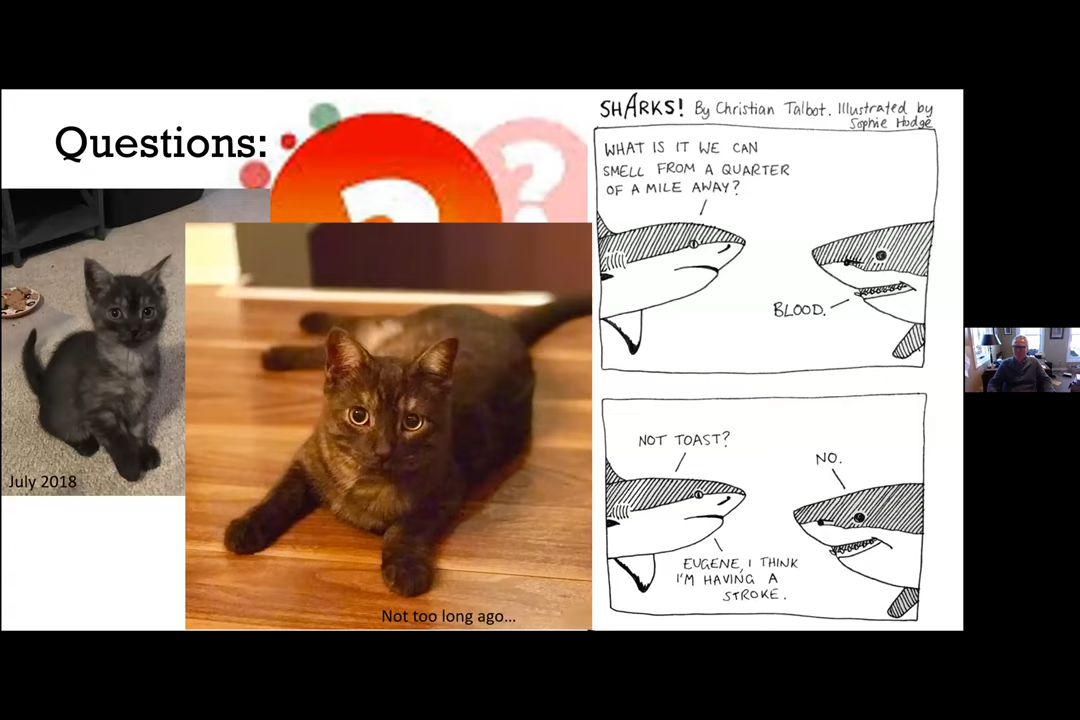 Questions:
July 2018
Not too long ago...
SHARKS! By Christian Talbot. Illustrated by
Sophie Hodge
WHAT IS IT WE CAN
SMELL FROM A QUARTER
OF A MILE AWAY?
BLOOD.
NOT TOAST?
NO.
EUGENE, I THINK
I'M HAVING A
STROKE.